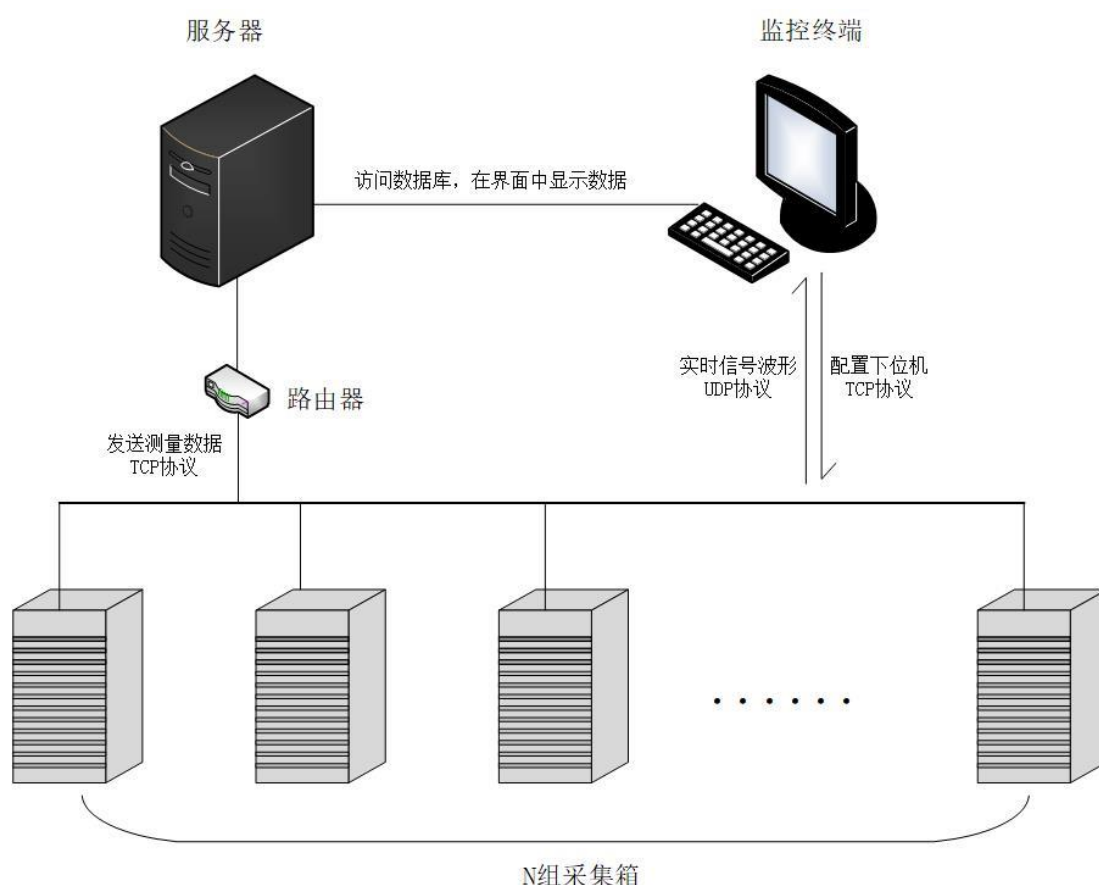 服务器
监控终端
访问数据库，在界面中显示数据
实时信号波形
UDP协议
配置下位机
TCP协议
路由器
发送测量数据
TCP协议
N组采集箱